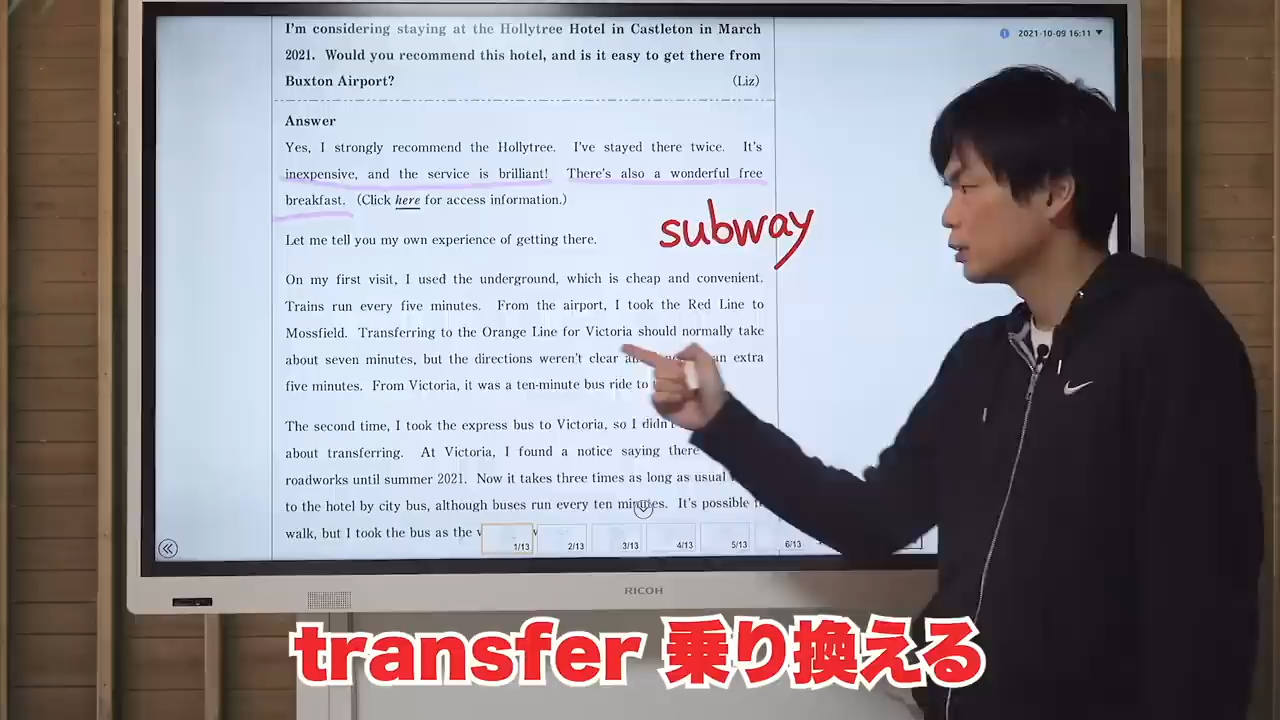 I'm considering staying at the Hollytree Hotel in Castleton in March
2021. Would you recommend this hotel, and is it easy to get there from
Buxton Airport? (Liz)
2021-10-09 16:11
Answer
Yes, I strongly recommend the Hollytree. I've stayed there twice. It's
inexpensive, and the service is brilliant! There's also a wonderful free
breakfast. (Click here for access information.)
subway
Let me tell you my own experience of getting there.
On my first visit, I used the underground, which is cheap and convenient.
Trains run every five minutes. From the airport, I took the Red Line to
Mossfield. Transferring to the Orange Line for Victoria should normally take
about seven minutes, but the directions weren't clear an extra
five minutes. From Victoria, it was a ten-minute bus ride to
The second time, I took the express bus to Victoria, so I didn't
about transferring. At Victoria, I found a notice saying there
roadworks until summer 2021. Now it takes three times as long as usual
to the hotel by city bus, although buses run every ten minutes. It's possible
walk, but I took the bus as the
1/13 2/13 3/13 4/13 5/13 6/13
RICOH
transfer 乗り換える